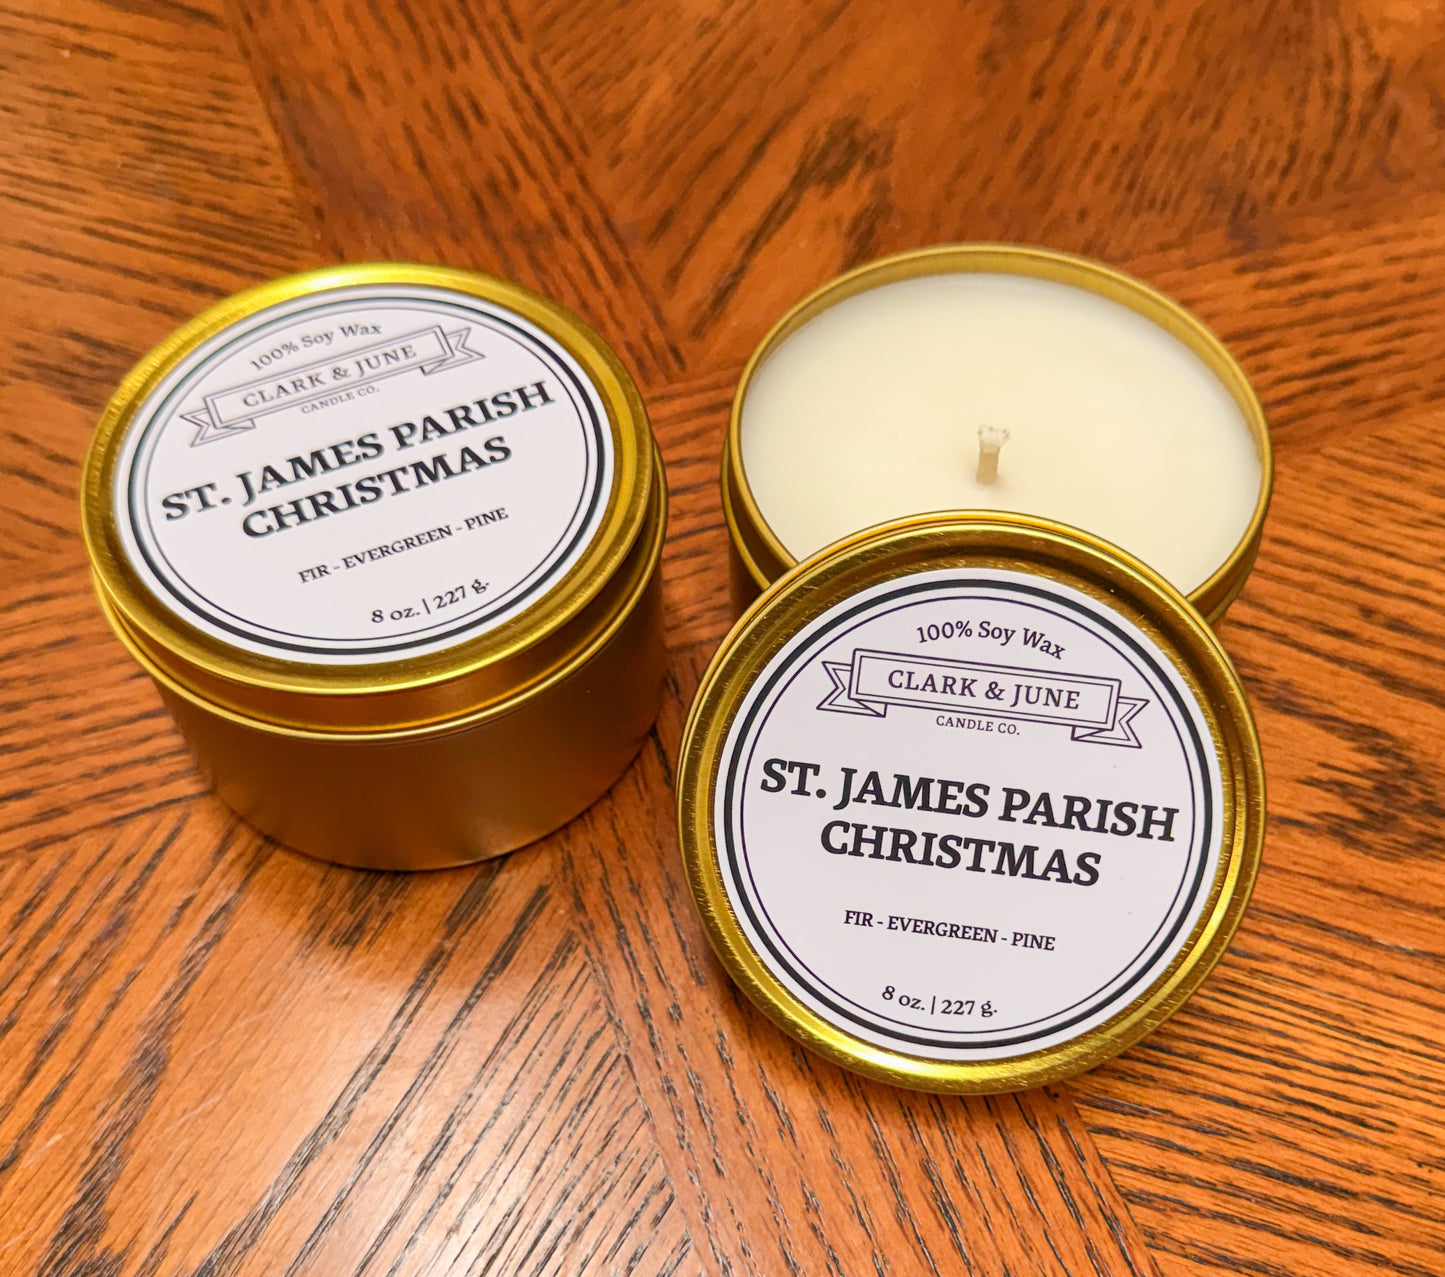 100% Soy Wax
CLARK & JUNE
CANDLE CO.
ST. JAMES PARISH
CHRISTMAS
FIR - EVERGREEN - PINE
8 oz. | 227 g.
100% Soy Wax
CLARK & JUNE
CANDLE CO.
ST. JAMES PARISH
CHRISTMAS
FIR - EVERGREEN - PINE
8 oz. | 227 g.